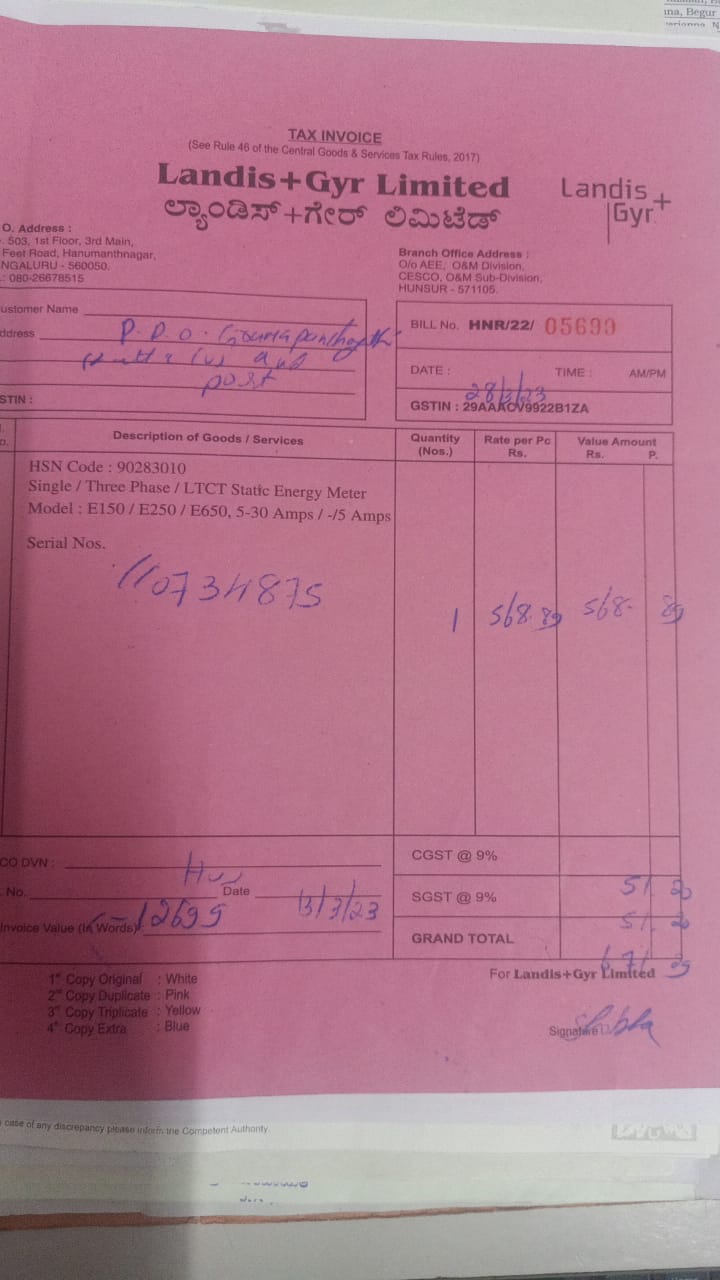 na, Begur
TAX INVOICE
(See Rule 46 of the Central Goods & Services Tax Rules, 2017)
Landis+Gyr Limited
ಲ್ಯಾಂಡಿಸ್+ಗೇರ್ ಲಿಮಿಟೆಡ್
Landis+
Gyr
O. Address :
. 503, 1st Floor, 3rd Main,
Feet Road, Hanumanthnagar,
NGALURU - 560050.
: 080-26678515
Branch Office Address :
O/o AEE, O&M Division,
CESCO, O&M Sub-Division,
HUNSUR - 571105.
ustomer Name
ddress P.D.O.
and
post
STIN :
BILL No. HNR/22/ 05699
DATE : 28/3/23 TIME : AM/PM
GSTIN : 29AAACV9922B1ZA
Description of Goods / Services Quantity (Nos.) Rate per Pc Rs. Value Amount Rs. P.
HSN Code : 90283010
Single / Three Phase / LTCT Static Energy Meter
Model : E150 / E250 / E650, 5-30 Amps / -/5 Amps
Serial Nos.
110734875 1 568.89 568. 89
CO DVN : Hu
No. Date 13/3/23
Invoice Value (In Words) 12699
CGST @ 9% 51. 20
SGST @ 9% 51. 20
GRAND TOTAL 671 29
1st Copy Original : White
2nd Copy Duplicate : Pink
3rd Copy Triplicate : Yellow
4th Copy Extra : Blue
For Landis+Gyr Limited
Signature
case of any discrepancy please inform the Competent Authority.